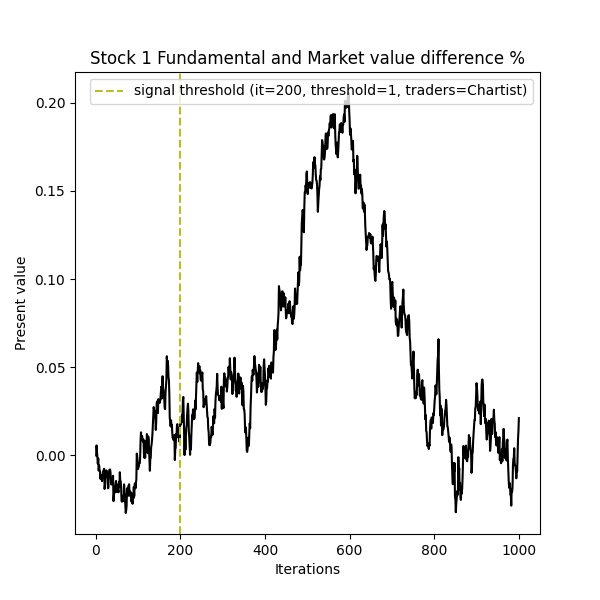 Stock 1 Fundamental and Market value difference %
signal threshold (it=200, threshold=1, traders=Chartist)
0.20
0.15
0.10
0.05
0.00
Present value
0 200 400 600 800 1000
Iterations